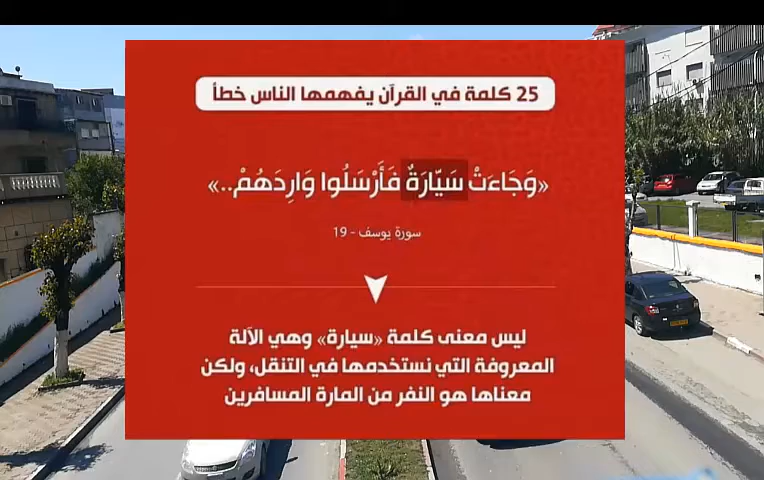 25 كلمة في القرآن يفهمها الناس خطأ
«وَجَاءَتْ سَيَّارَةٌ فَأَرْسَلُوا وَارِدَهُمْ..»
سورة يوسف - 19
ليس معنى كلمة «سيارة» وهي الآلة
المعروفة التي نستخدمها في التنقل، ولكن
معناها هو النفر من المارة المسافرين